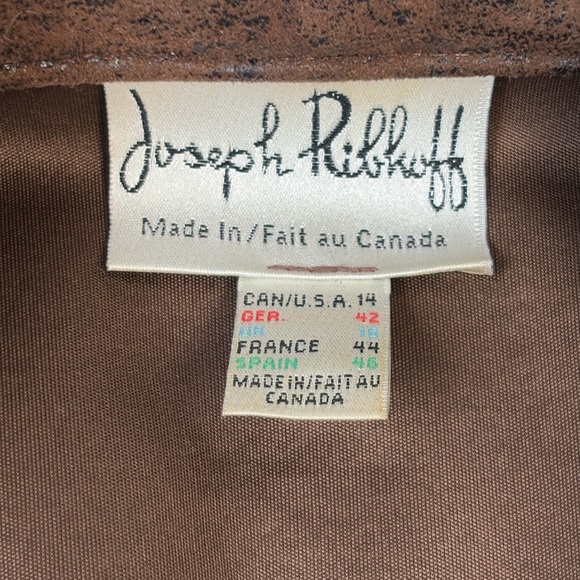 Joseph Ribkoff
Made In/Fait au Canada
CAN/U.S.A. 14
GER. 42
UK 16
FRANCE 44
SPAIN 46
MADE IN/FAIT AU
CANADA